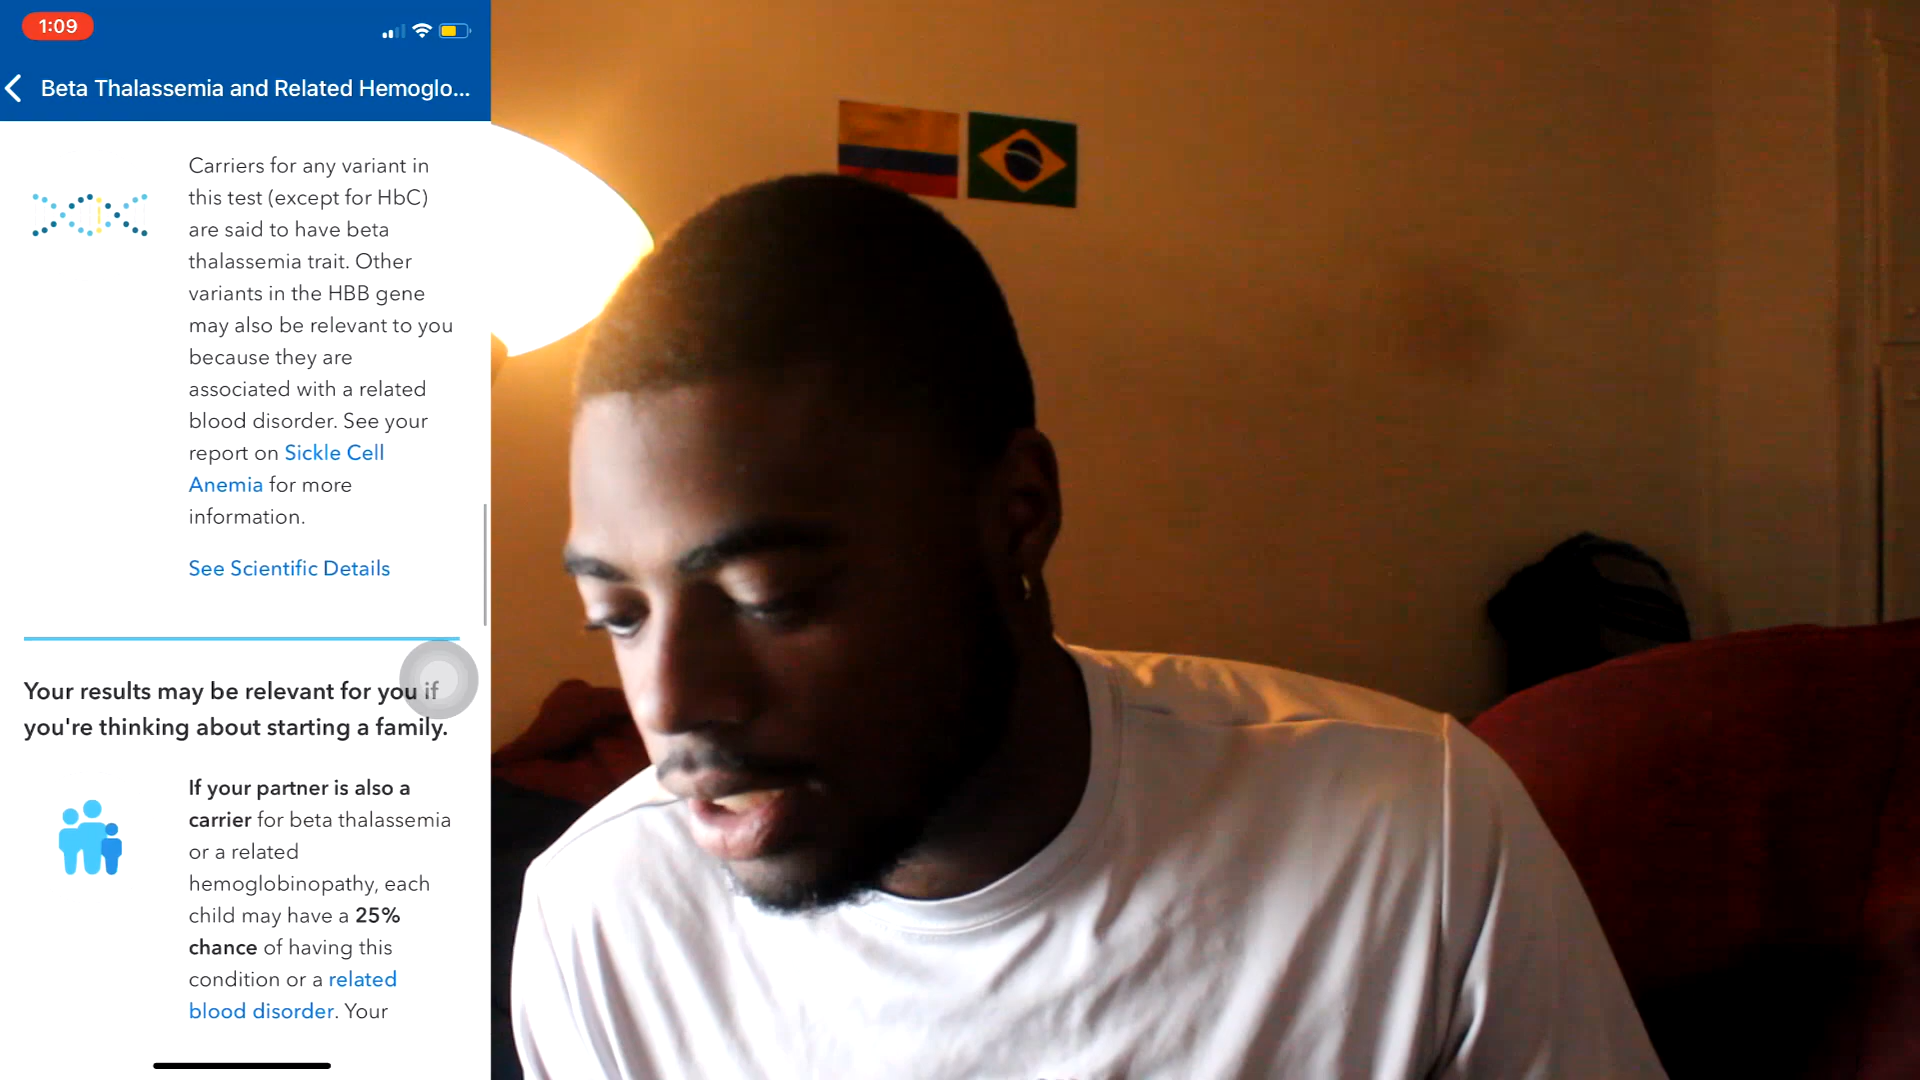 1:09
Beta Thalassemia and Related Hemoglo...
Carriers for any variant in
this test (except for HbC)
are said to have beta
thalassemia trait. Other
variants in the HBB gene
may also be relevant to you
because they are
associated with a related
blood disorder. See your
report on Sickle Cell
Anemia for more
information.
See Scientific Details
Your results may be relevant for you if
you're thinking about starting a family.
If your partner is also a
carrier for beta thalassemia
or a related
hemoglobinopathy, each
child may have a 25%
chance of having this
condition or a related
blood disorder. Your